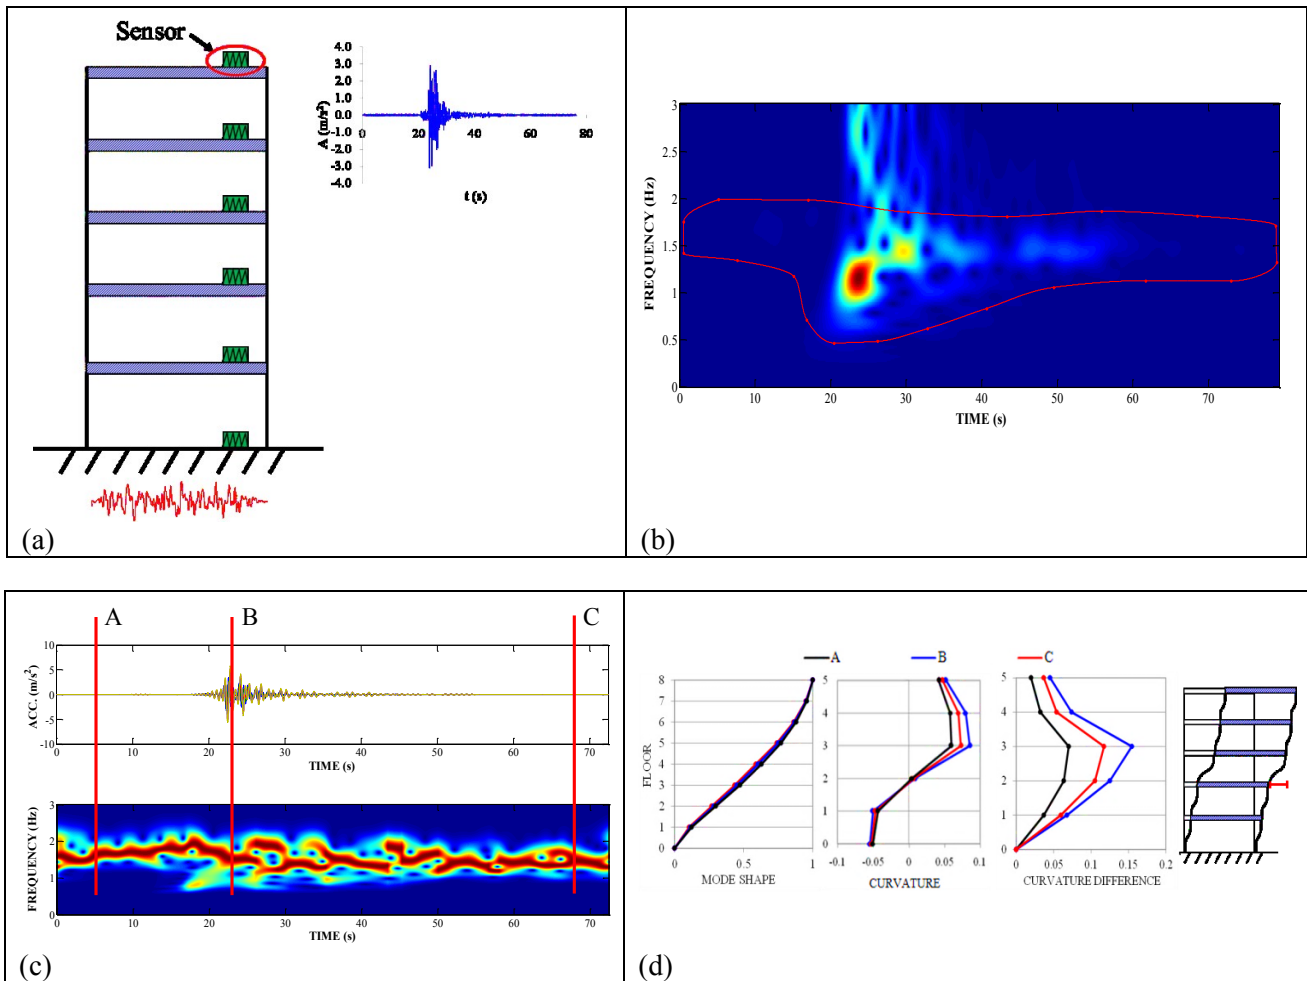 Sensor
4.0
3.0
2.0
1.0
0.0
-1.0
-2.0
-3.0
-4.0
A (m/s²)
0 20 40 60 80
t (s)
(a)
3
2.5
2
1.5
1
0.5
0
FREQUENCY (Hz)
0 10 20 30 40 50 60 70
TIME (s)
(b)
A B C
10
5
0
-5
-10
ACC. (m/s²)
0 10 20 30 40 50 60 70
TIME (s)
3
2
1
0
FREQUENCY (Hz)
0 10 20 30 40 50 60 70
TIME (s)
(c)
A B C
8
7
6
5
4
3
2
1
0
FLOOR
0 0.5 1
MODE SHAPE
5
4
3
2
1
0
-0.1 -0.05 0 0.05 0.1
CURVATURE
5
4
3
2
1
0
0 0.05 0.1 0.15 0.2
CURVATURE DIFFERENCE
(d)